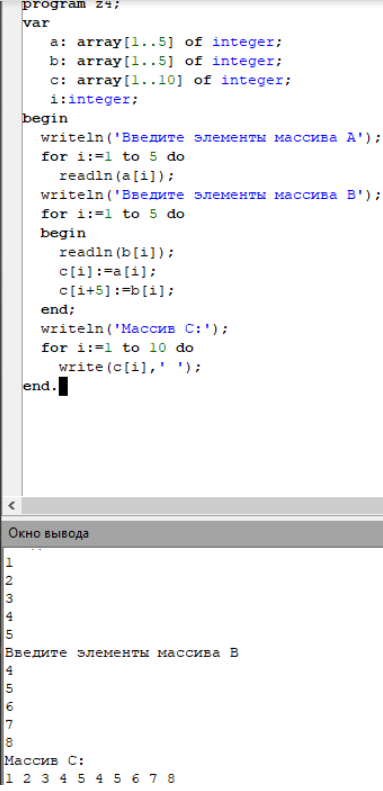 program z4;
var
a: array[1..5] of integer;
b: array[1..5] of integer;
c: array[1..10] of integer;
i:integer;
begin
writeln('Введите элементы массива A');
for i:=1 to 5 do
readln(a[i]);
writeln('Введите элементы массива B');
for i:=1 to 5 do
begin
readln(b[i]);
c[i]:=a[i];
c[i+5]:=b[i];
end;
writeln('Массив C:');
for i:=1 to 10 do
write(c[i],' ');
end.
Окно вывода
1
2
3
4
5
Введите элементы массива B
4
5
6
7
8
Массив C:
1 2 3 4 5 4 5 6 7 8